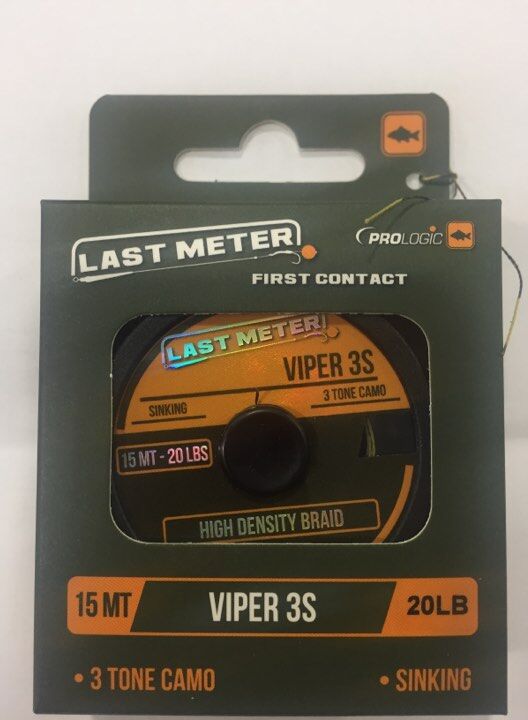 LAST METER
PROLOGIC
FIRST CONTACT
LAST METER
VIPER 3S
SINKING
3 TONE CAMO
15 MT - 20 LBS
HIGH DENSITY BRAID
15 MT
VIPER 3S
20LB
• 3 TONE CAMO
• SINKING